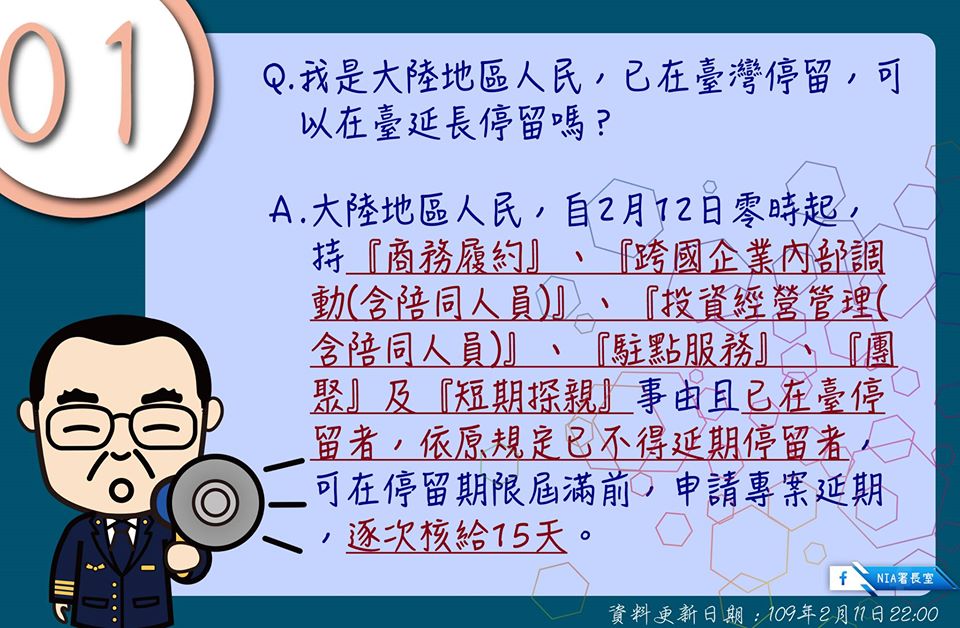 01
Q.我是大陸地區人民，已在臺灣停留，可
以在臺延長停留嗎？
A.大陸地區人民，自2月12日零時起，
持『商務履約』、『跨國企業內部調
動(含陪同人員)』、『投資經營管理(
含陪同人員)』、『駐點服務』、『團
聚』及『短期探親』事由且已在臺停
留者，依原規定已不得延期停留者，
可在停留期限屆滿前，申請專案延期
，逐次核給15天。
f NIA署長室
資料更新日期：109年2月11日22:00